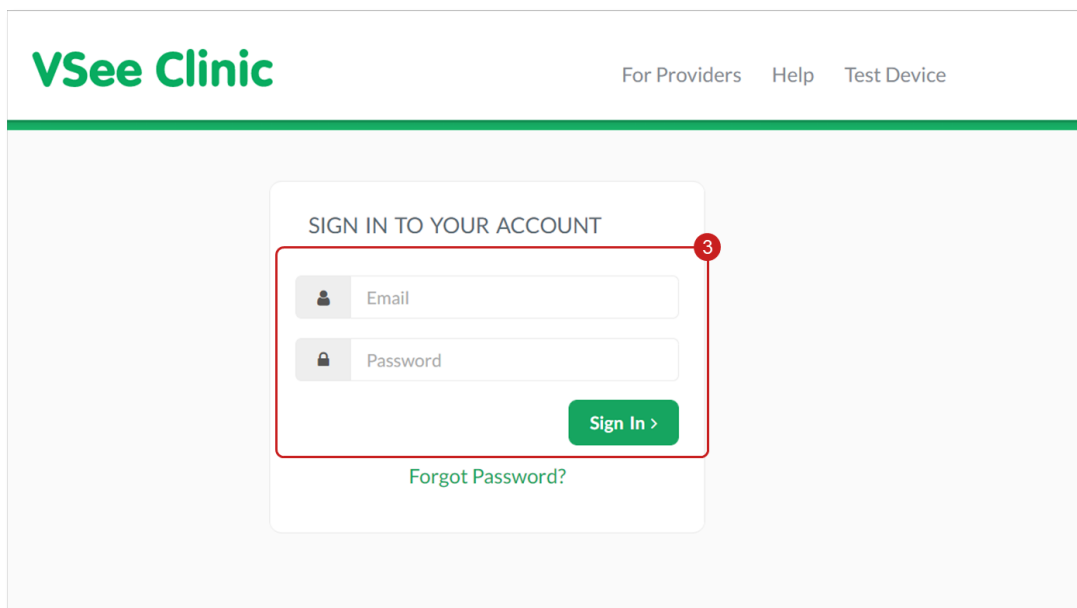 VSee Clinic
For Providers Help Test Device
SIGN IN TO YOUR ACCOUNT
3
Email
Password
Sign In >
Forgot Password?